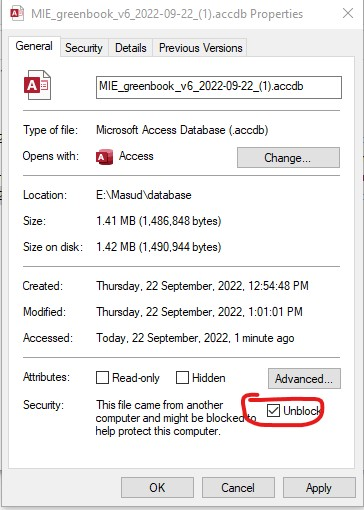 MIE_greenbook_v6_2022-09-22_(1).accdb Properties
General Security Details Previous Versions
MIE_greenbook_v6_2022-09-22_(1).accdb
Type of file: Microsoft Access Database (.accdb)
Opens with: Access Change...
Location: E:\Masud\database
Size: 1.41 MB (1,486,848 bytes)
Size on disk: 1.42 MB (1,490,944 bytes)
Created: Thursday, 22 September, 2022, 12:54:48 PM
Modified: Thursday, 22 September, 2022, 1:01:01 PM
Accessed: Today, 22 September, 2022, 1 minute ago
Attributes: Read-only Hidden Advanced...
Security: This file came from another Unblock
computer and might be blocked to
help protect this computer.
OK Cancel Apply